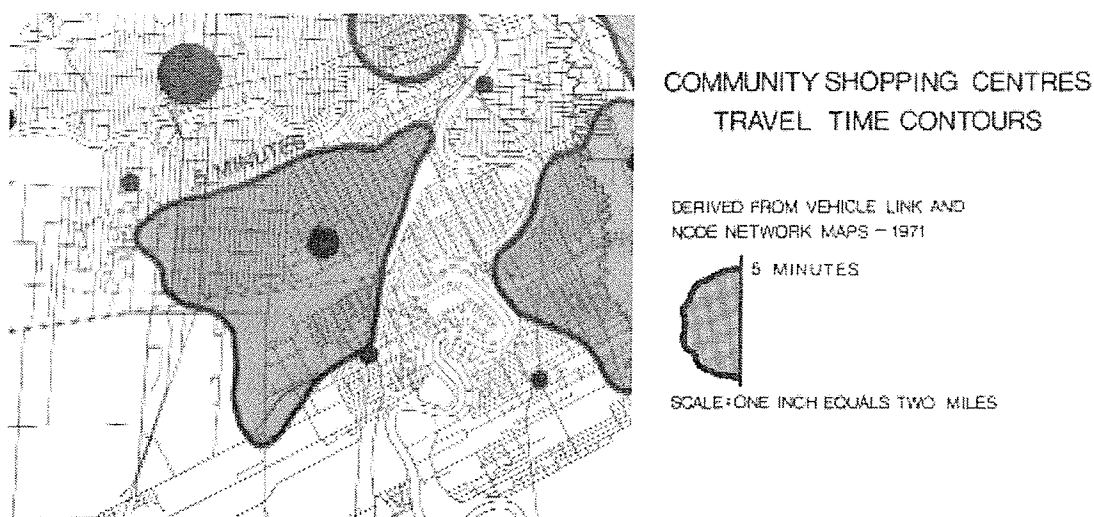 COMMUNITY SHOPPING CENTRES
TRAVEL TIME CONTOURS
MINUTES
DERIVED FROM VEHICLE LINK AND
NODE NETWORK MAPS - 1971
5 MINUTES
SCALE: ONE INCH EQUALS TWO MILES